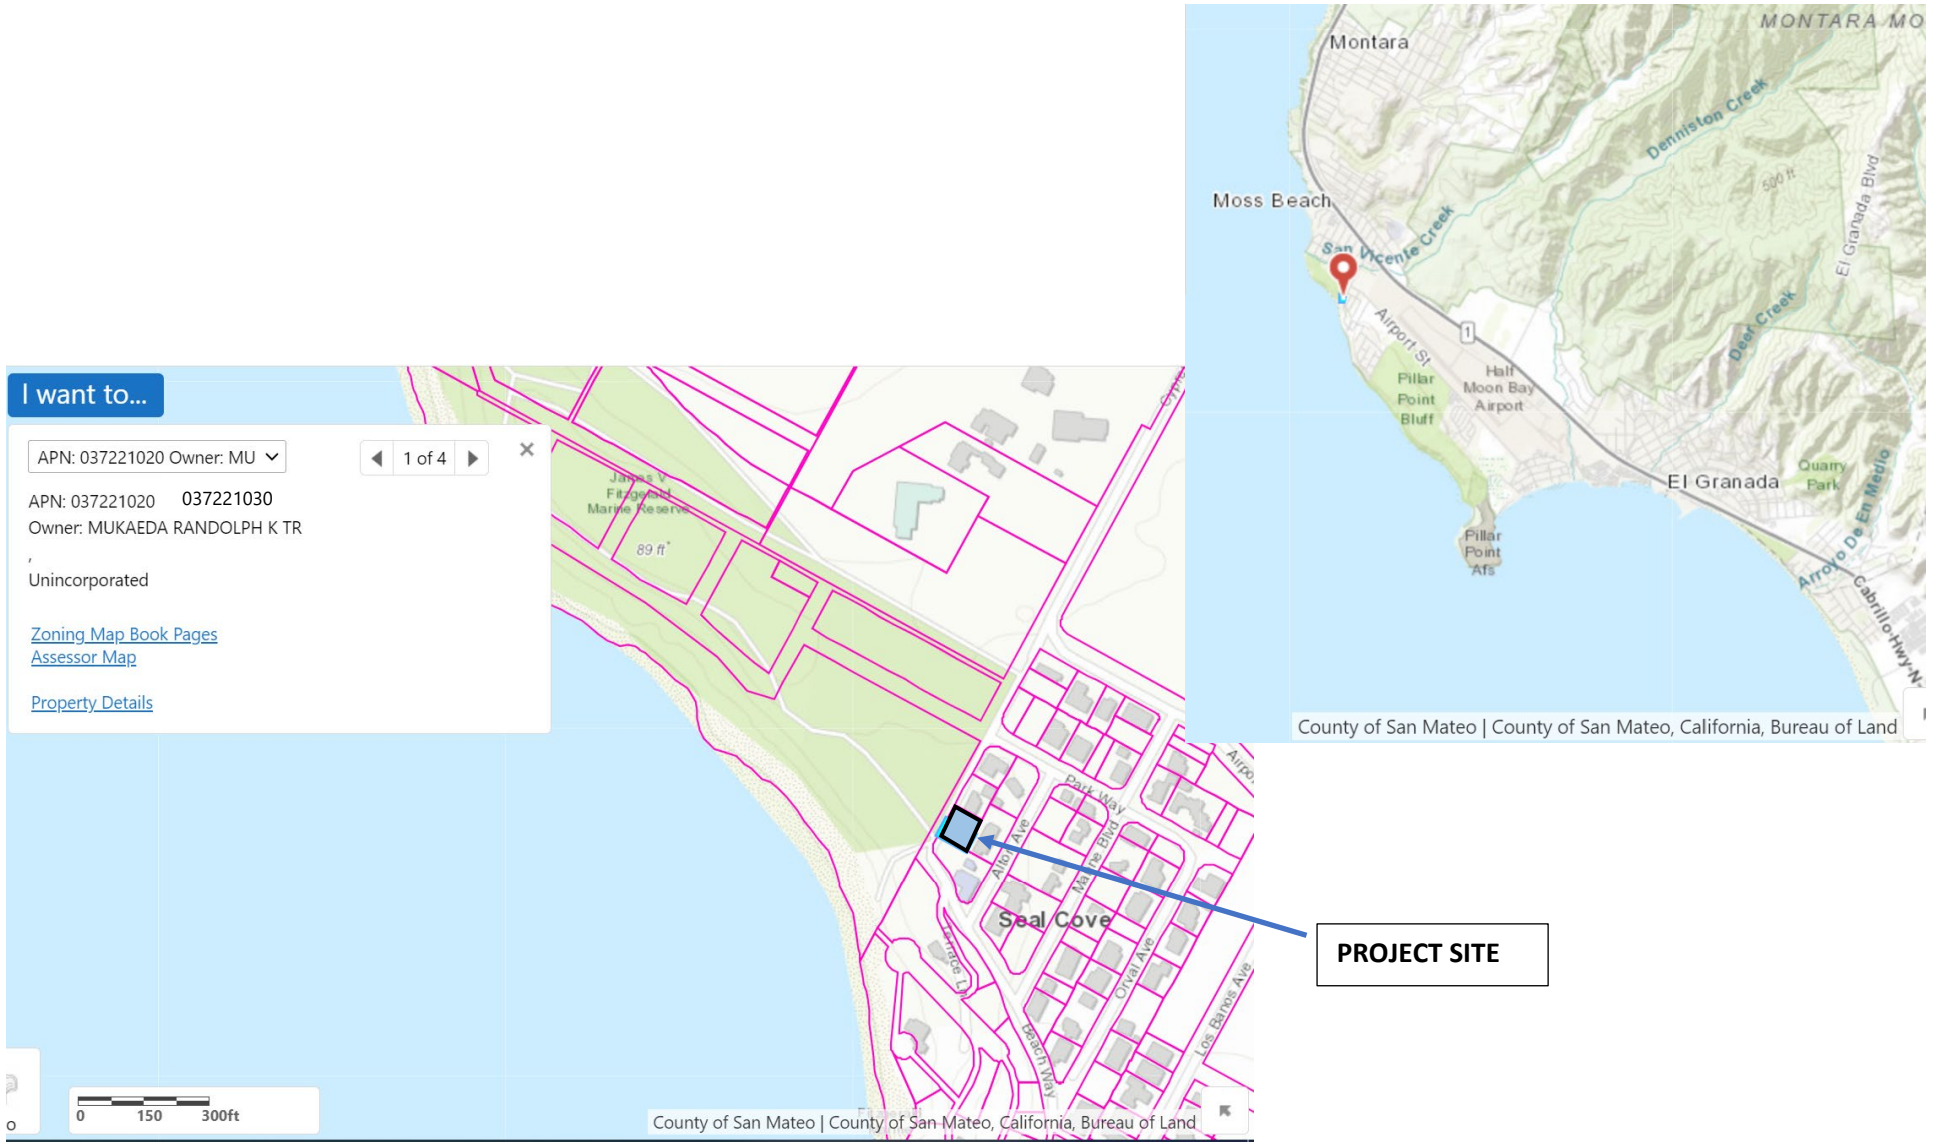 MONTARA MO
Montara
Denniston Creek
500 ft
El Granada Blvd
Moss Beach
San Vicente Creek
Deer Creek
Airport St
1
Half
Moon Bay
Airport
Pillar
Point
Bluff
Quarry
Park
El Granada
Arroyo De En Medio
Pillar
Point
Afs
Cabrillo Hwy-N-
County of San Mateo | County of San Mateo, California, Bureau of Land
I want to...
APN: 037221020 Owner: MU
1 of 4
APN: 037221020 037221030
Owner: MUKAEDA RANDOLPH K TR
,
Unincorporated
Zoning Map Book Pages
Assessor Map
Property Details
James V
Fitzgerald
Marine Reserve
89 ft
Cypre
Airpo
Park Way
Alton Ave
Marine Blvd
Seal Cove
Terrace Ln
Orval Ave
Los Banos Ave
Beach Way
PROJECT SITE
0 150 300ft
o
County of San Mateo | County of San Mateo, California, Bureau of Land